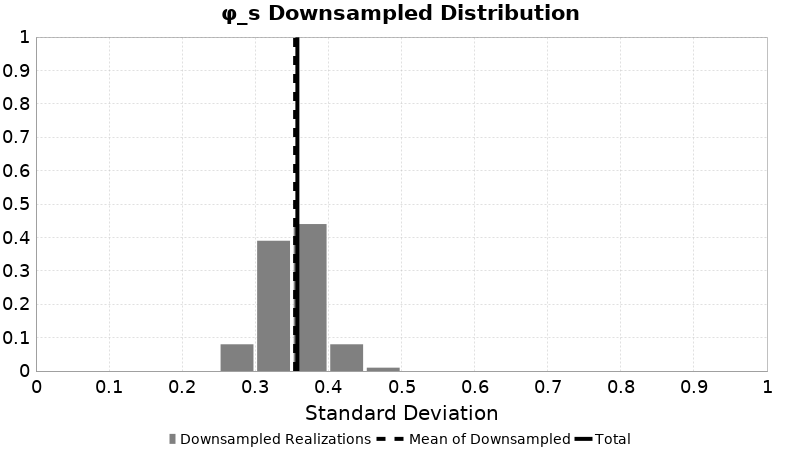 φ_s Downsampled Distribution
1
0.9
0.8
0.7
0.6
0.5
0.4
0.3
0.2
0.1
0
0 0.1 0.2 0.3 0.4 0.5 0.6 0.7 0.8 0.9 1
Standard Deviation
Downsampled Realizations Mean of Downsampled Total